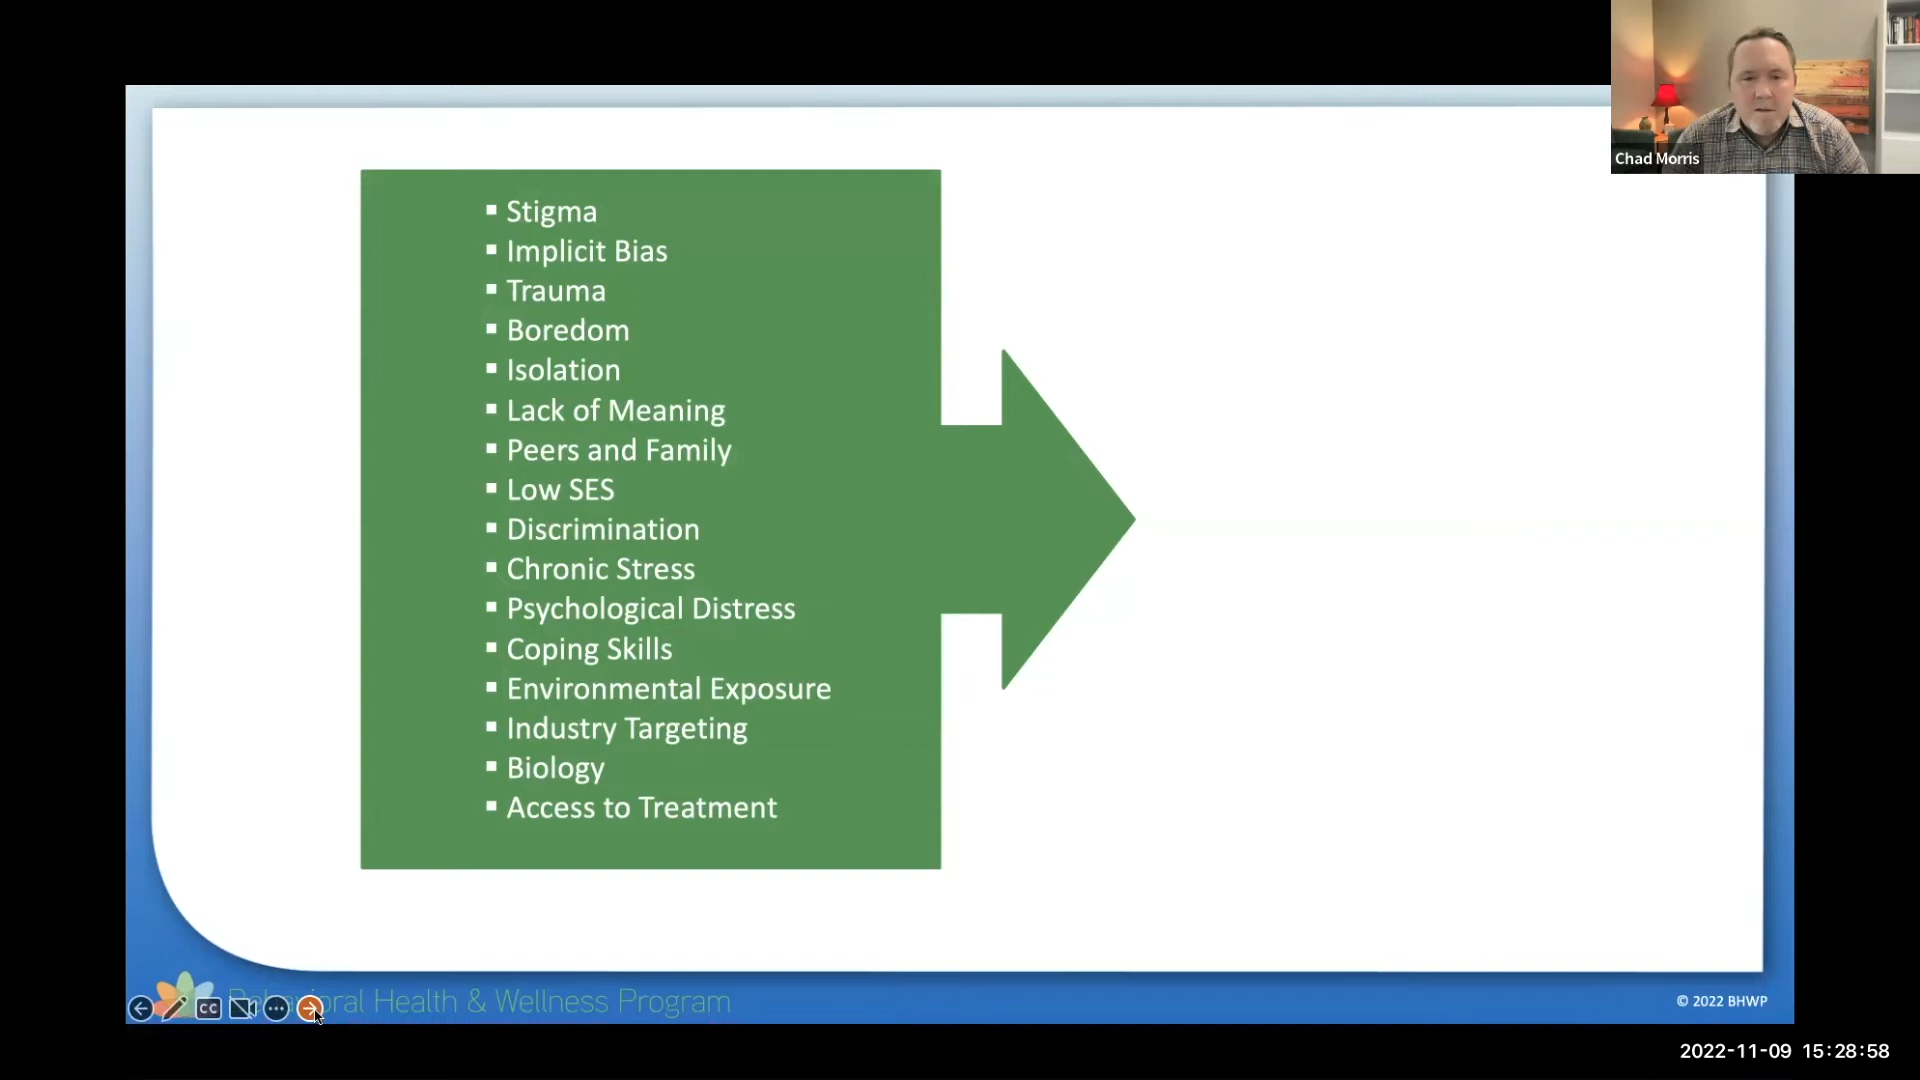 Chad Morris
▪ Stigma
▪ Implicit Bias
▪ Trauma
▪ Boredom
▪ Isolation
▪ Lack of Meaning
▪ Peers and Family
▪ Low SES
▪ Discrimination
▪ Chronic Stress
▪ Psychological Distress
▪ Coping Skills
▪ Environmental Exposure
▪ Industry Targeting
▪ Biology
▪ Access to Treatment
CC
Health & Wellness Program
© 2022 BHWP
2022-11-09 15:28:58